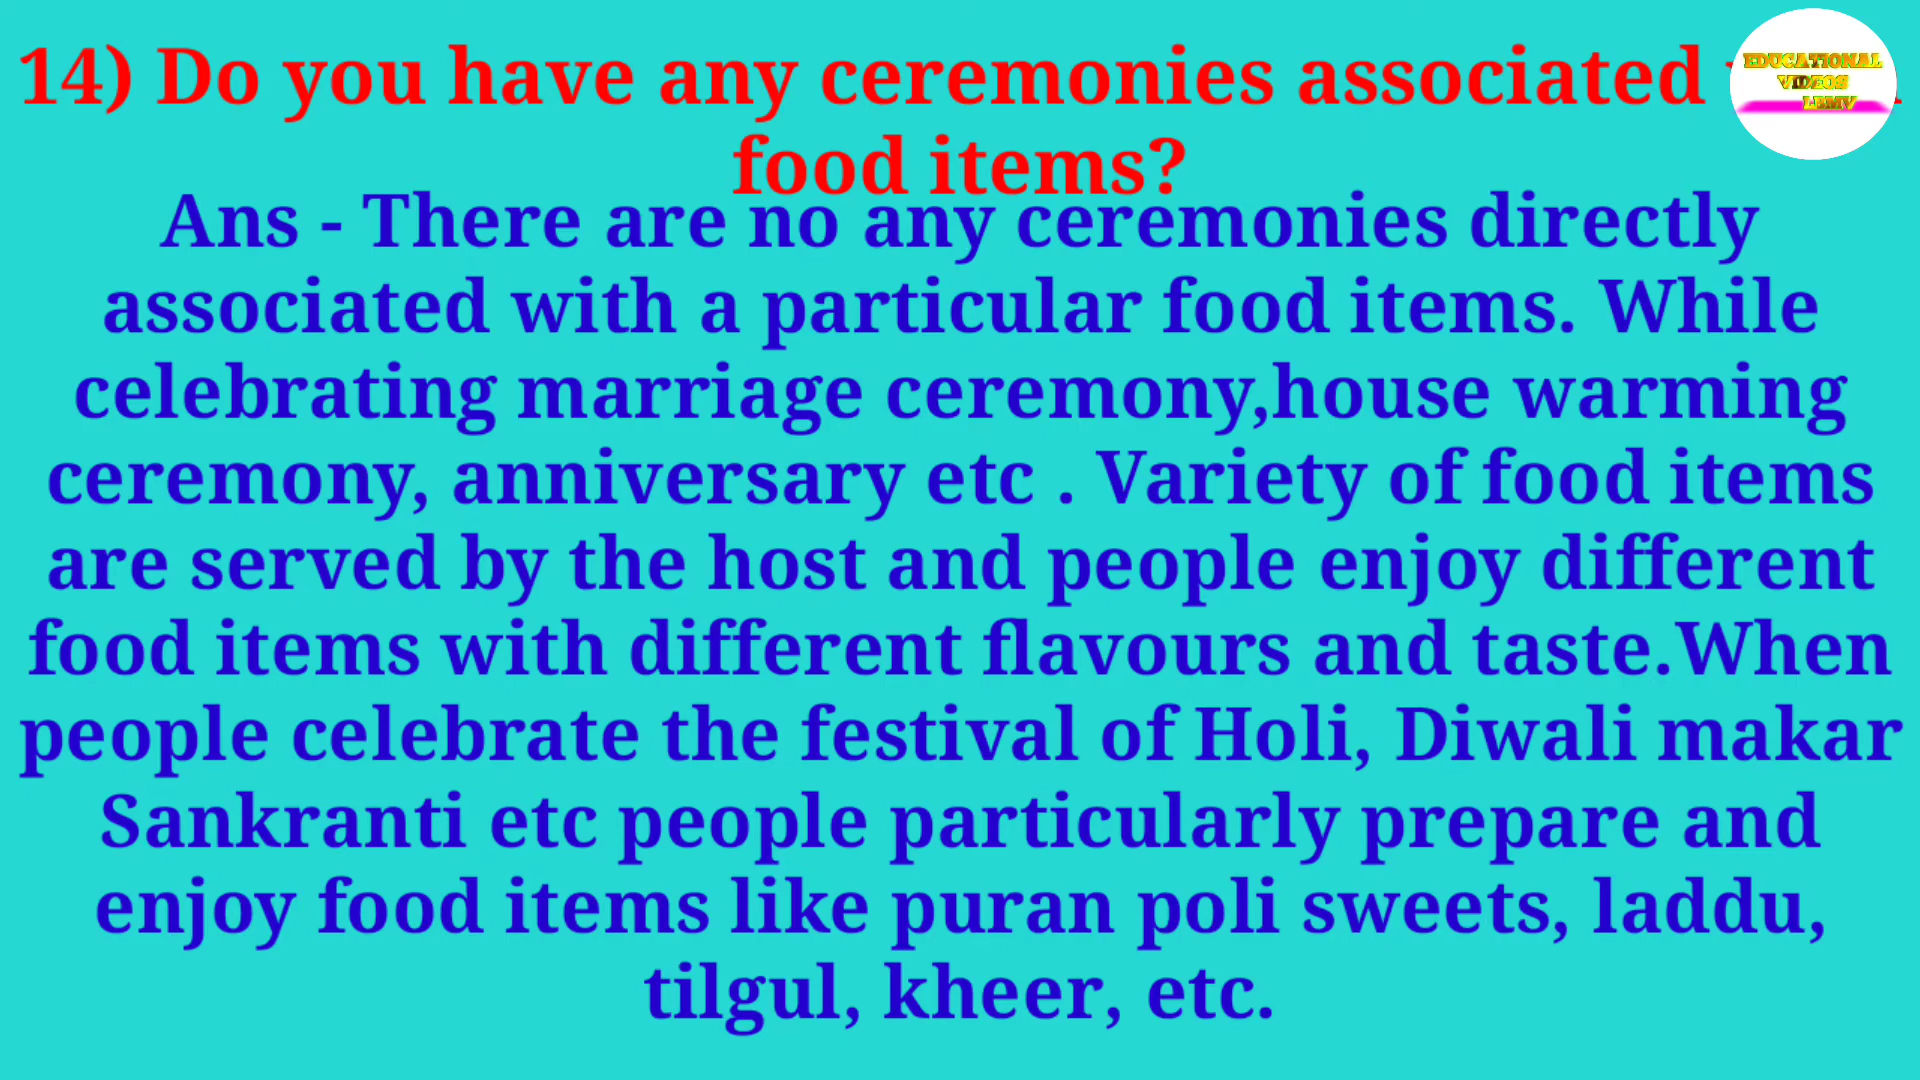 14) Do you have any ceremonies associated
food items?
Ans - There are no any ceremonies directly
associated with a particular food items. While
celebrating marriage ceremony,house warming
ceremony, anniversary etc . Variety of food items
are served by the host and people enjoy different
food items with different flavours and taste.When
people celebrate the festival of Holi, Diwali makar
Sankranti etc people particularly prepare and
enjoy food items like puran poli sweets, laddu,
tilgul, kheer, etc.
EDUCATIONAL
VIDEOS
LBMV